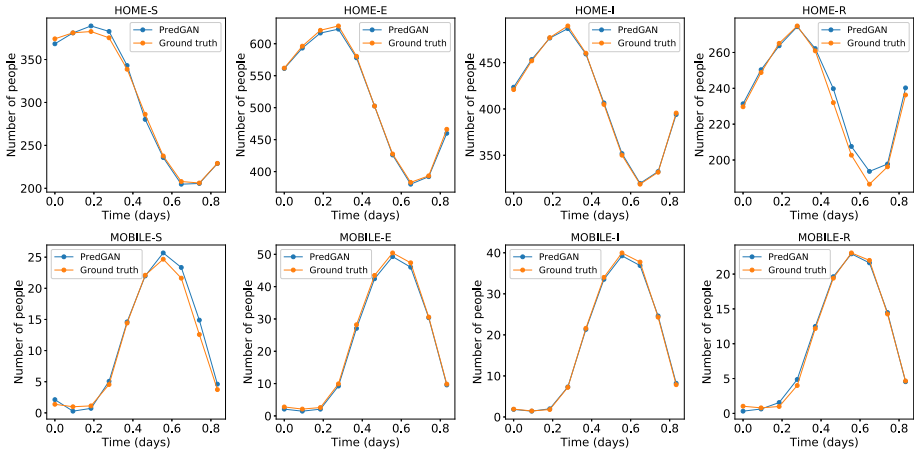 HOME-S
PredGAN
Ground truth
Number of people
350
300
250
200
0.0 0.2 0.4 0.6 0.8
Time (days)
HOME-E
PredGAN
Ground truth
Number of people
600
550
500
450
400
0.0 0.2 0.4 0.6 0.8
Time (days)
HOME-I
PredGAN
Ground truth
Number of people
450
400
350
0.0 0.2 0.4 0.6 0.8
Time (days)
HOME-R
PredGAN
Ground truth
Number of people
260
240
220
200
0.0 0.2 0.4 0.6 0.8
Time (days)
MOBILE-S
PredGAN
Ground truth
Number of people
25
20
15
10
5
0
0.0 0.2 0.4 0.6 0.8
Time (days)
MOBILE-E
PredGAN
Ground truth
Number of people
50
40
30
20
10
0
0.0 0.2 0.4 0.6 0.8
Time (days)
MOBILE-I
PredGAN
Ground truth
Number of people
40
30
20
10
0
0.0 0.2 0.4 0.6 0.8
Time (days)
MOBILE-R
PredGAN
Ground truth
Number of people
20
15
10
5
0
0.0 0.2 0.4 0.6 0.8
Time (days)